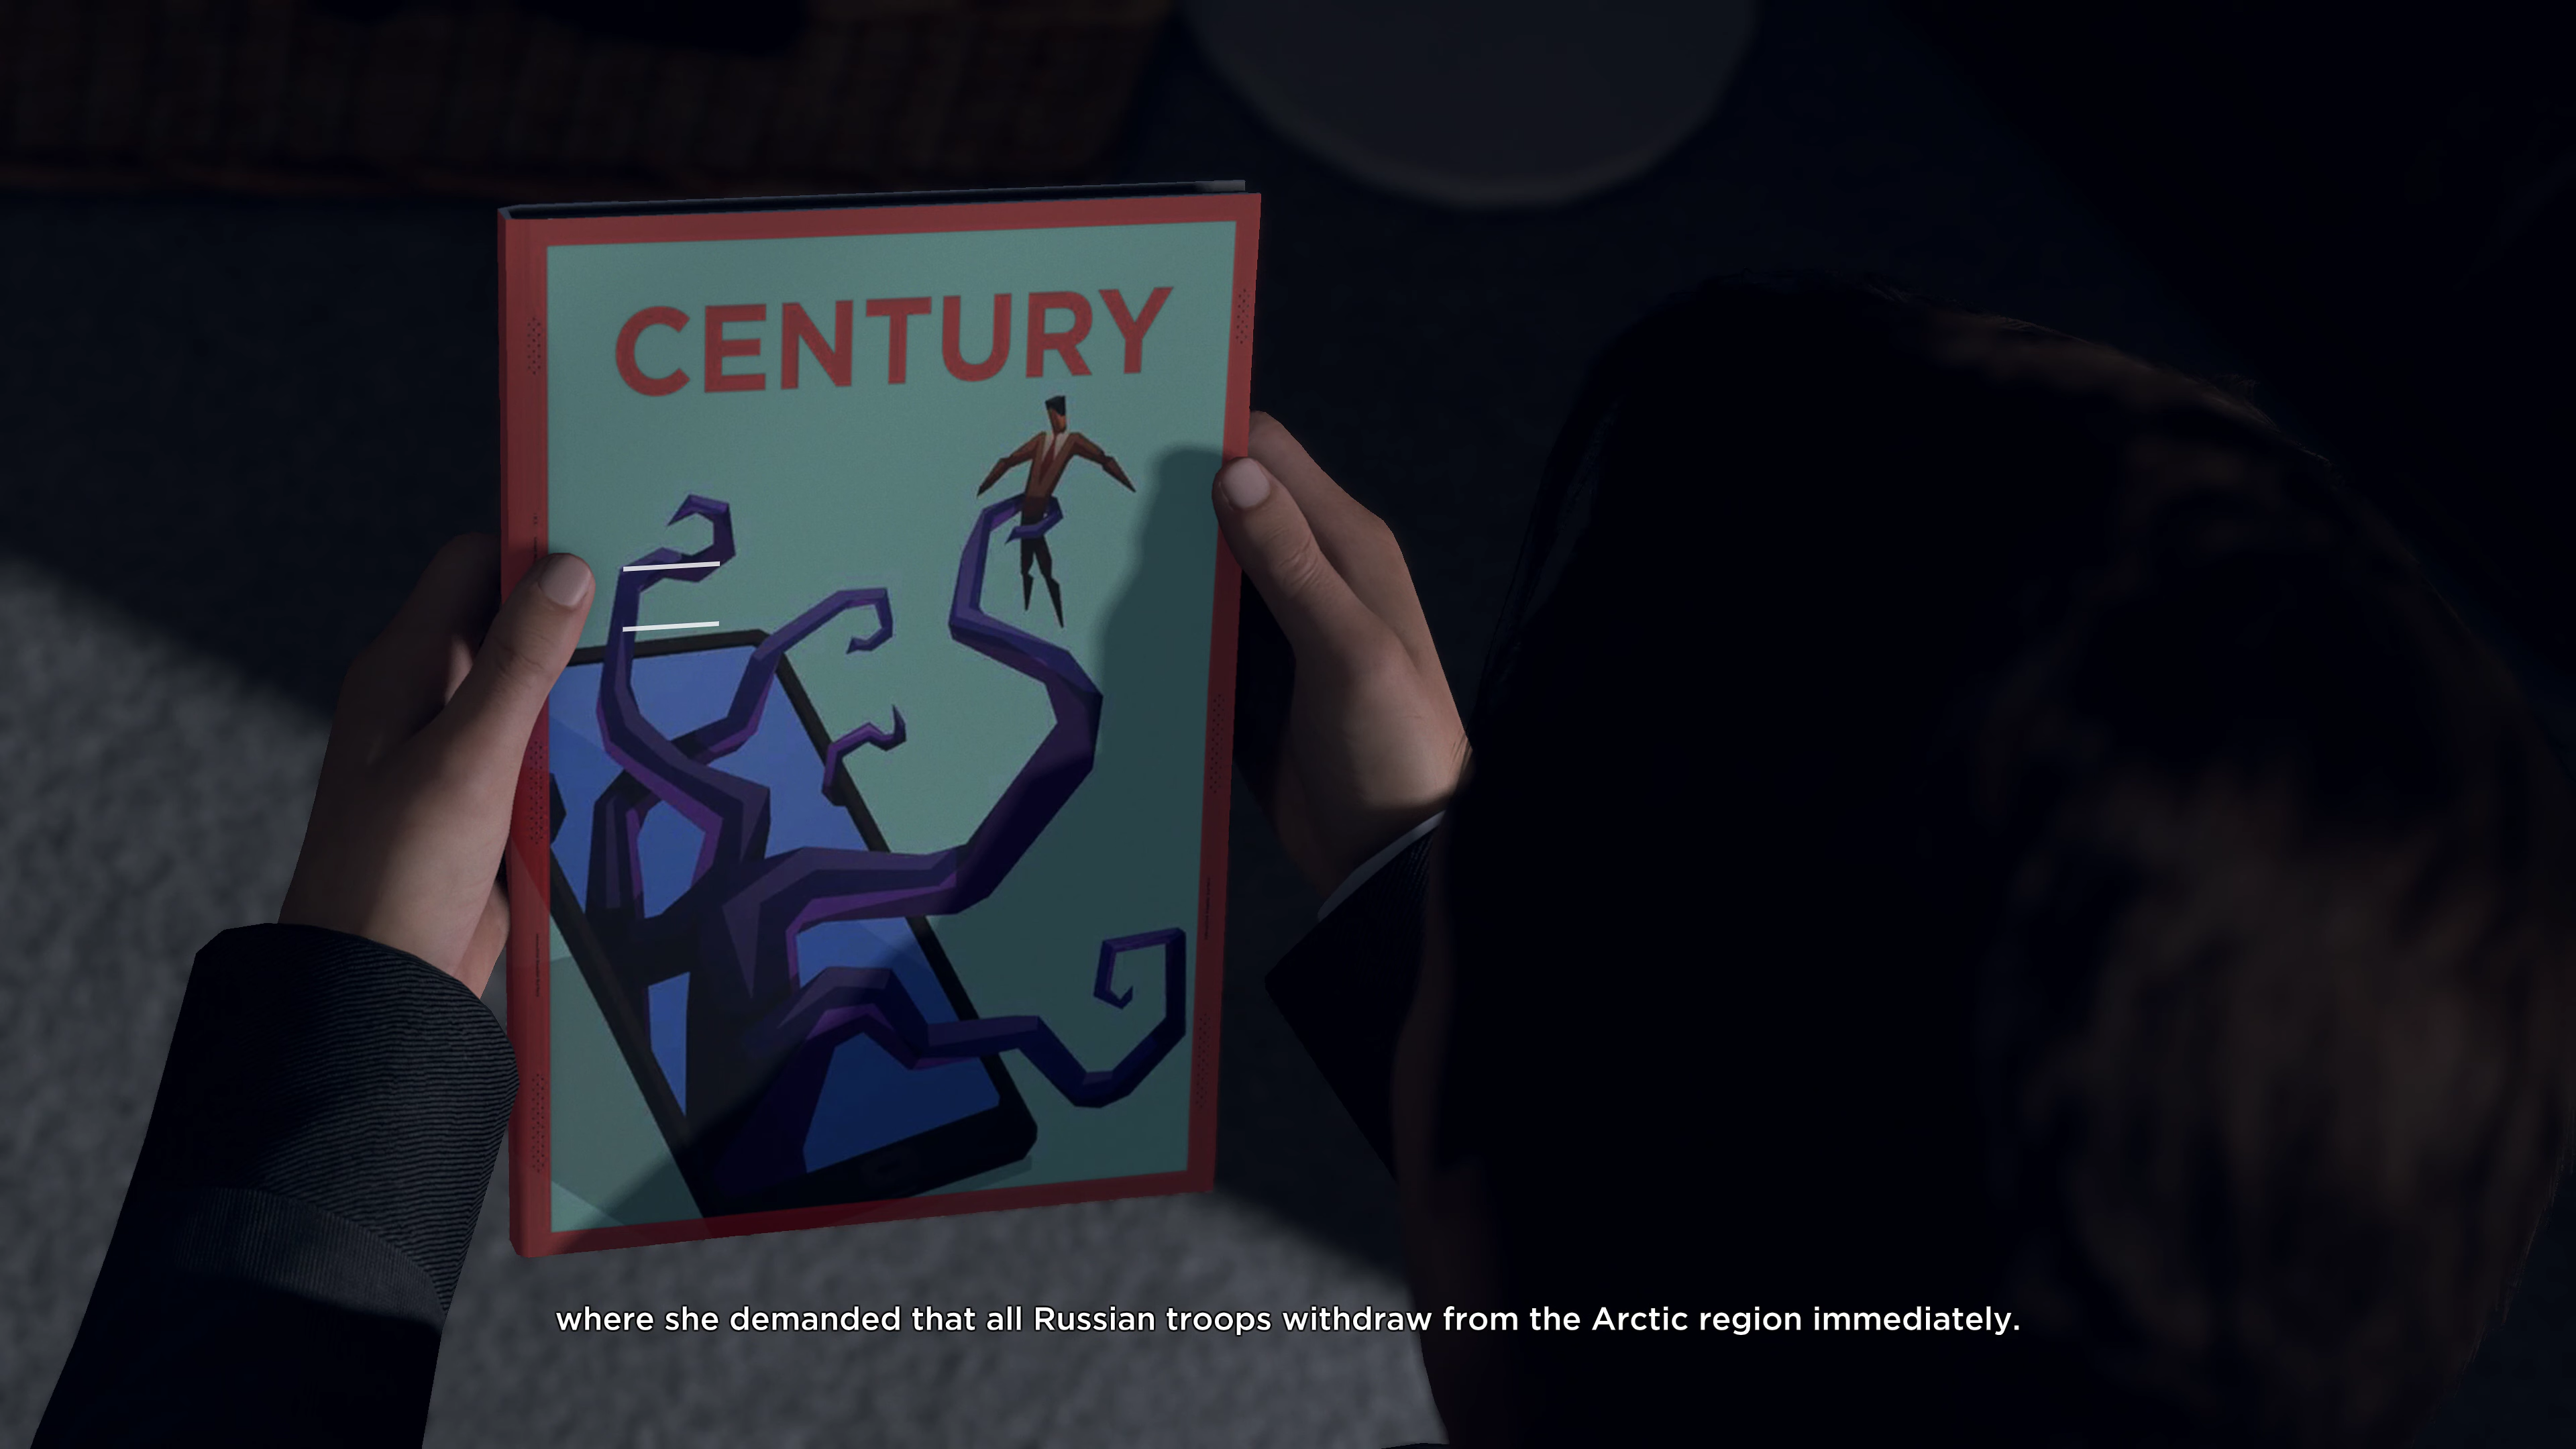 CENTURY
where she demanded that all Russian troops withdraw from the Arctic region immediately.